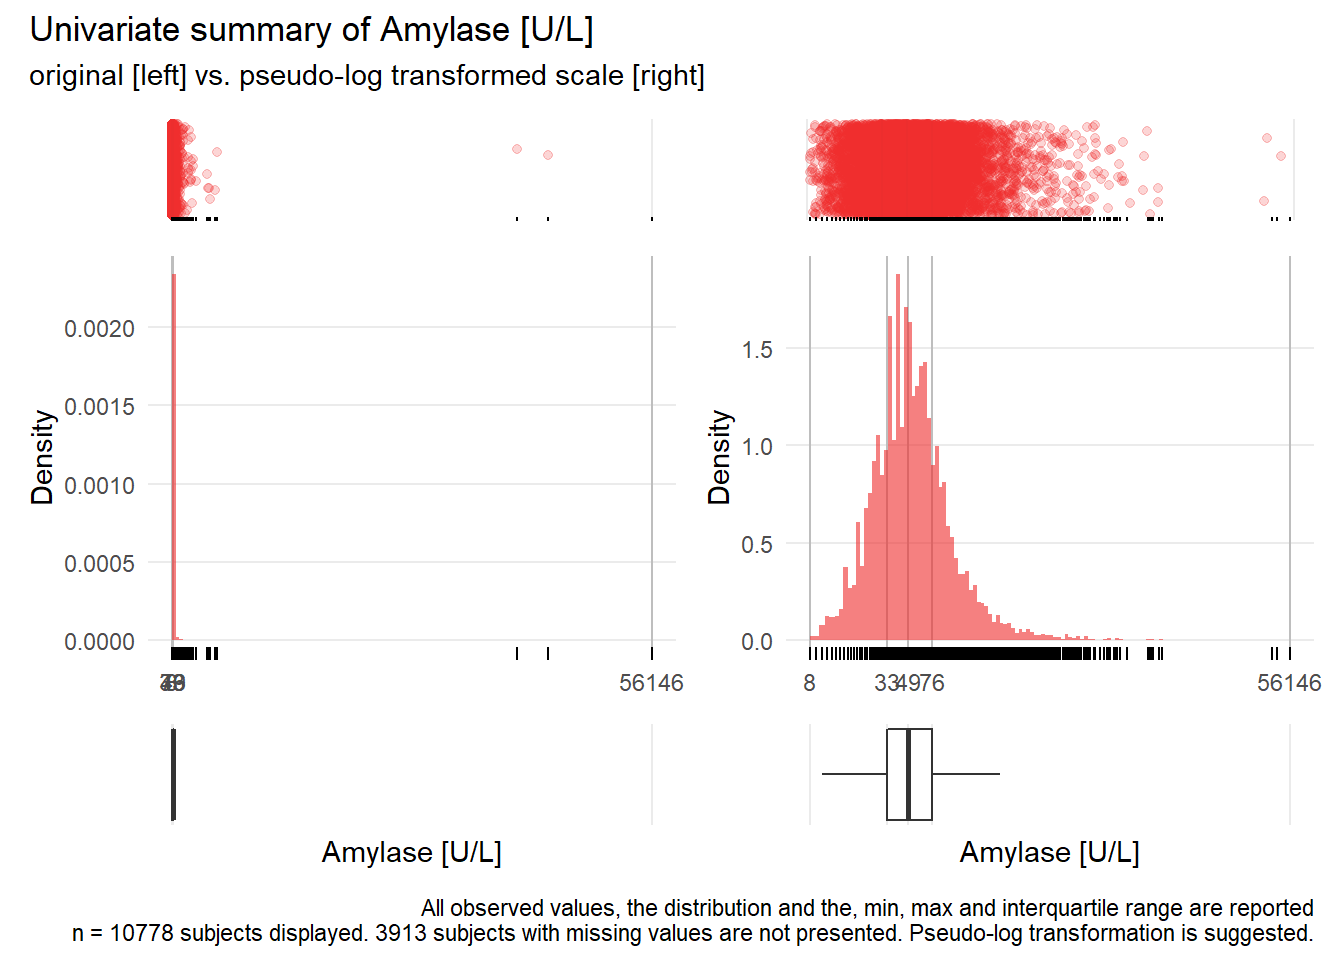 Univariate summary of Amylase [U/L]
original [left] vs. pseudo-log transformed scale [right]
Density
0.0020
0.0015
0.0010
0.0005
0.0000
56146
Amylase [U/L]
Density
1.5
1.0
0.5
0.0
8 33 49 76 56146
Amylase [U/L]
All observed values, the distribution and the, min, max and interquartile range are reported
n = 10778 subjects displayed. 3913 subjects with missing values are not presented. Pseudo-log transformation is suggested.